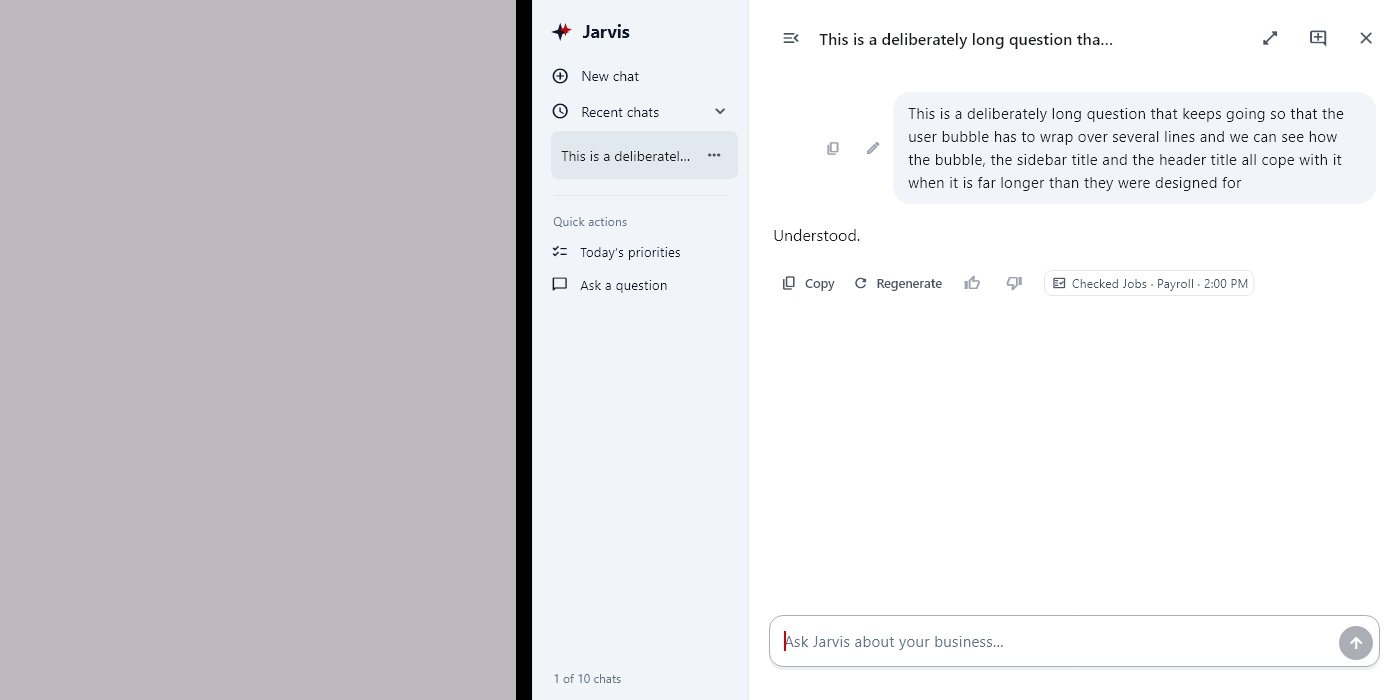 Jarvis
New chat
Recent chats
This is a deliberatel...
Quick actions
Today's priorities
Ask a question
1 of 10 chats
This is a deliberately long question tha...
This is a deliberately long question that keeps going so that the
user bubble has to wrap over several lines and we can see how
the bubble, the sidebar title and the header title all cope with it
when it is far longer than they were designed for
Understood.
Copy
Regenerate
Checked Jobs · Payroll · 2:00 PM
Ask Jarvis about your business...